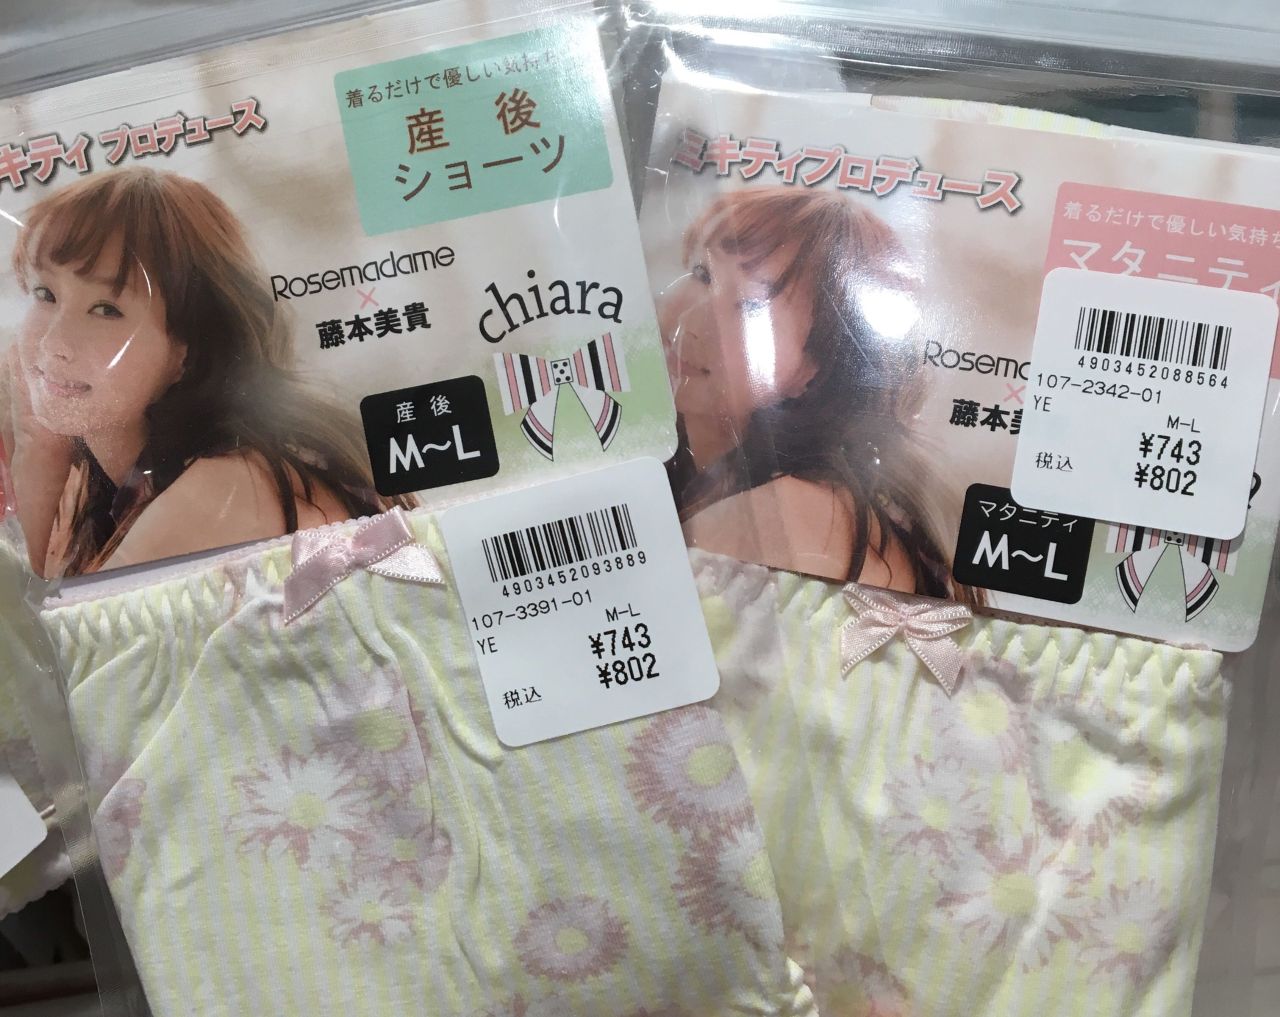 キティ プロデュース
着るだけで優しい気持ち
産後
ショーツ
Rosemadame
×
藤本美貴
chiara
産後
M～L
4903452093889
107-3391-01
YE
M-L
¥743
¥802
税込
ミキティプロデュース
着るだけで優しい気持ち
マタニティ
Rosemada
×
藤本美
マタニティ
M～L
4903452088564
107-2342-01
YE
M-L
¥743
¥802
税込